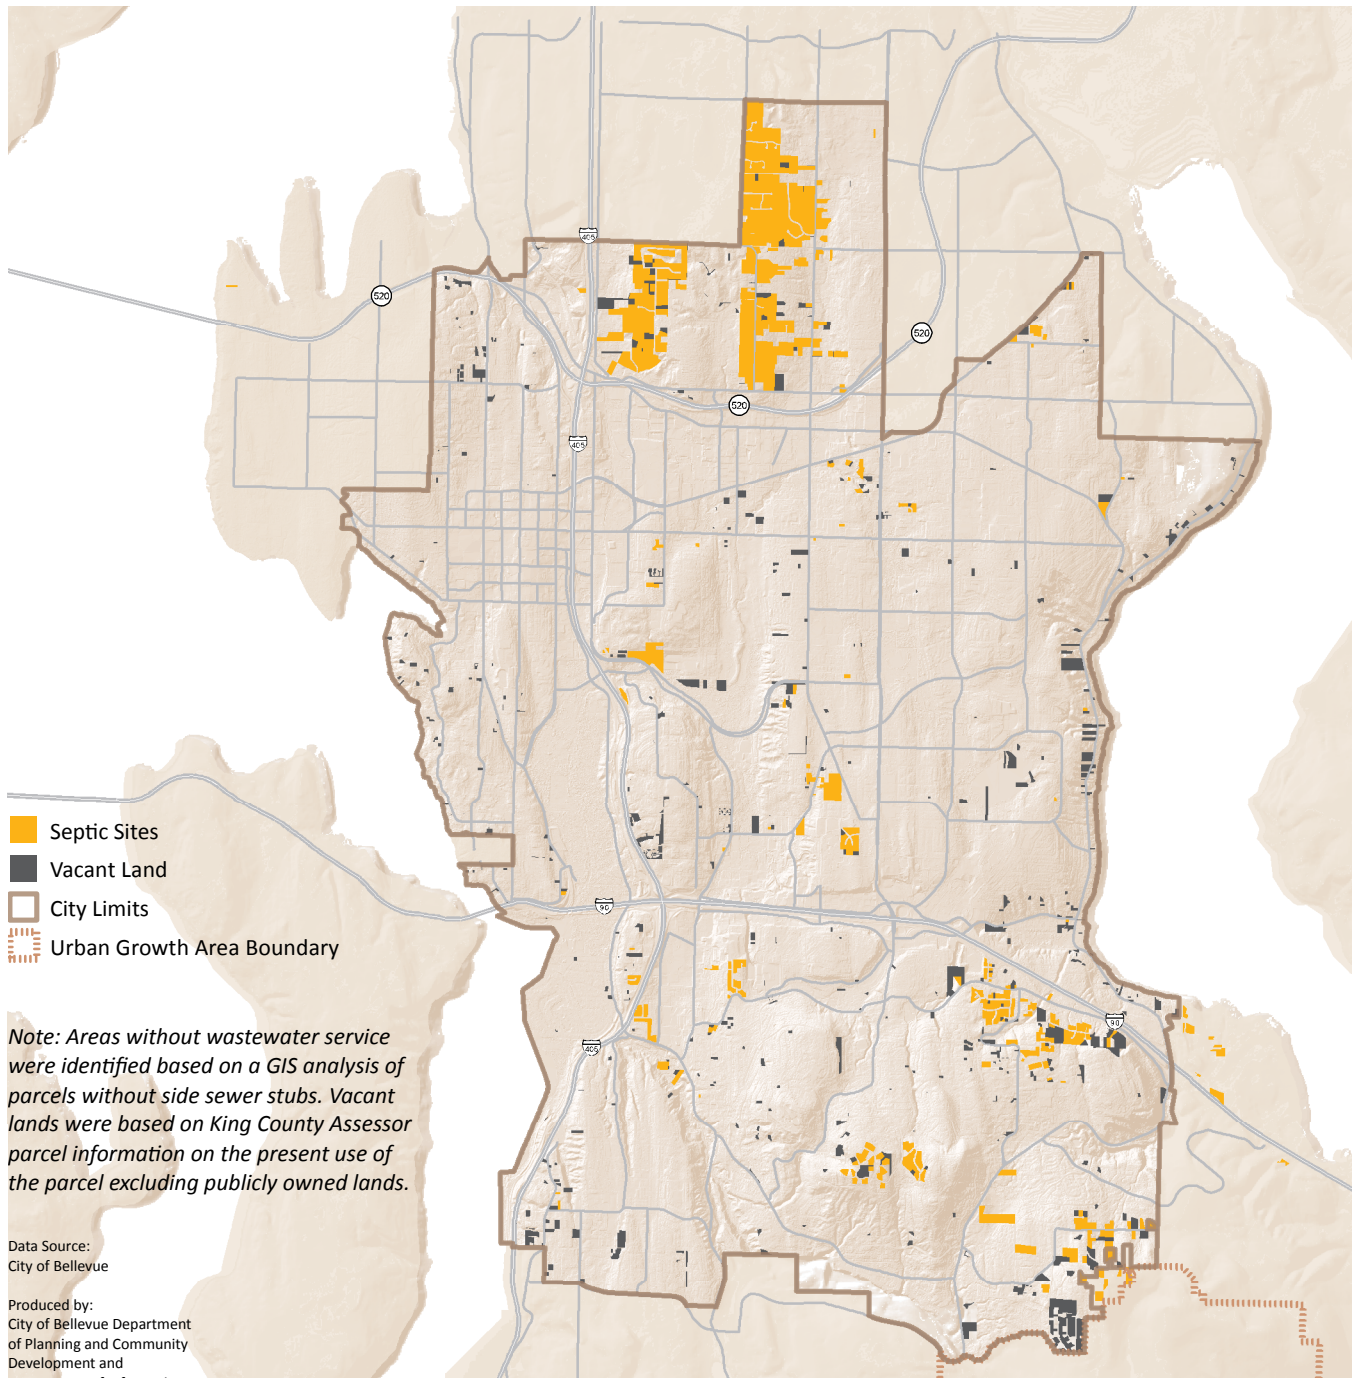 405
520
520
520
405
Septic Sites
Vacant Land
City Limits
90
Urban Growth Area Boundary
Note: Areas without wastewater service
were identified based on a GIS analysis of
parcels without side sewer stubs. Vacant
lands were based on King County Assessor
parcel information on the present use of
the parcel excluding publicly owned lands.
90
405
Data Source:
City of Bellevue
Produced by:
City of Bellevue Department
of Planning and Community
Development and